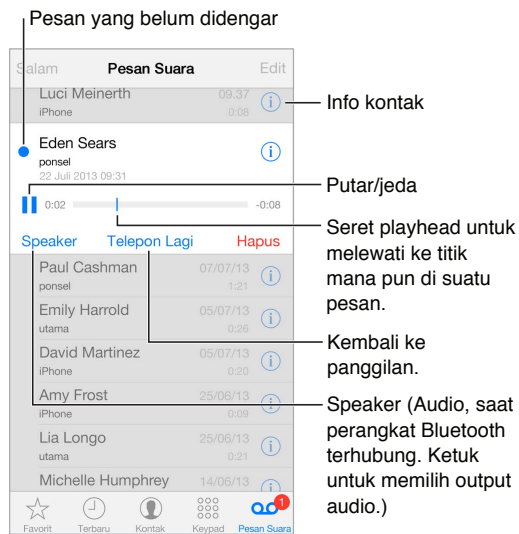 Pesan yang belum didengar
Salam Pesan Suara Edit
Luci Meinerth 09.37
iPhone 0:08
Info kontak
Eden Sears
ponsel
22 Juli 2013 09:31
Putar/jeda
0:02 -0:08
Seret playhead untuk
melewati ke titik
mana pun di suatu
pesan.
Speaker Telepon Lagi Hapus
Paul Cashman 07/07/13
ponsel 1:21
Emily Harrold 05/07/13
utama 0:26
Kembali ke
panggilan.
David Martinez 05/07/13
iPhone 0:20
Amy Frost 25/06/13
iPhone 0:09
Speaker (Audio, saat
perangkat Bluetooth
terhubung. Ketuk
untuk memilih output
audio.)
Lia Longo 25/06/13
utama 0:21
Michelle Humphrey 14/06/13
1
Favorit Terbaru Kontak Keypad Pesan Suara